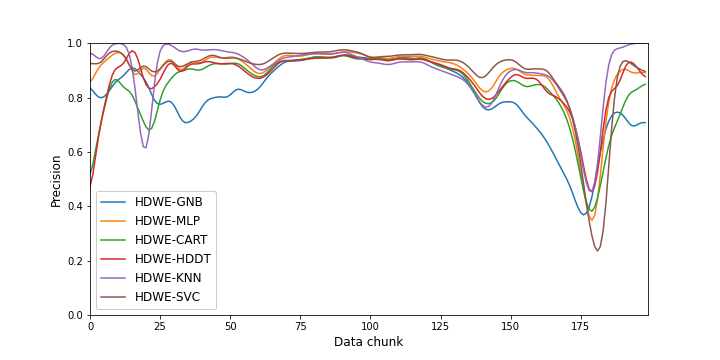 1.0
0.8
0.6
0.4
0.2
0.0
Precision
HDWE-GNB
HDWE-MLP
HDWE-CART
HDWE-HDDT
HDWE-KNN
HDWE-SVC
0 25 50 75 100 125 150 175
Data chunk